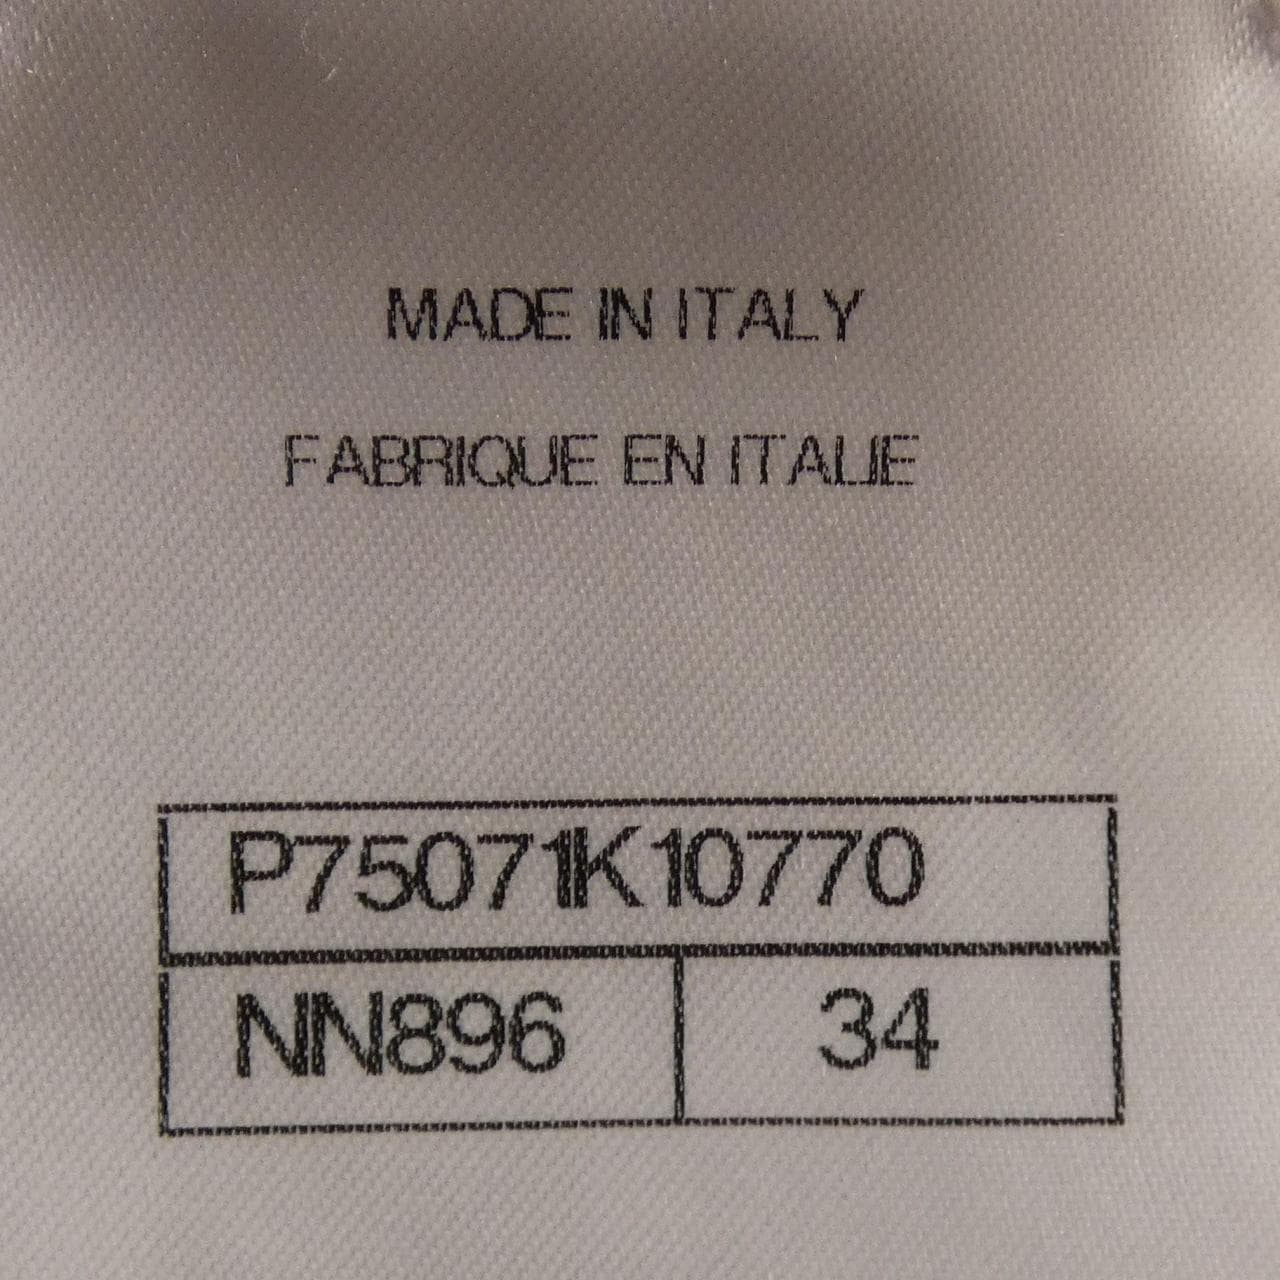 MADE IN ITALY
FABRIQUE EN ITALIE
P75071K10770
NN896 34